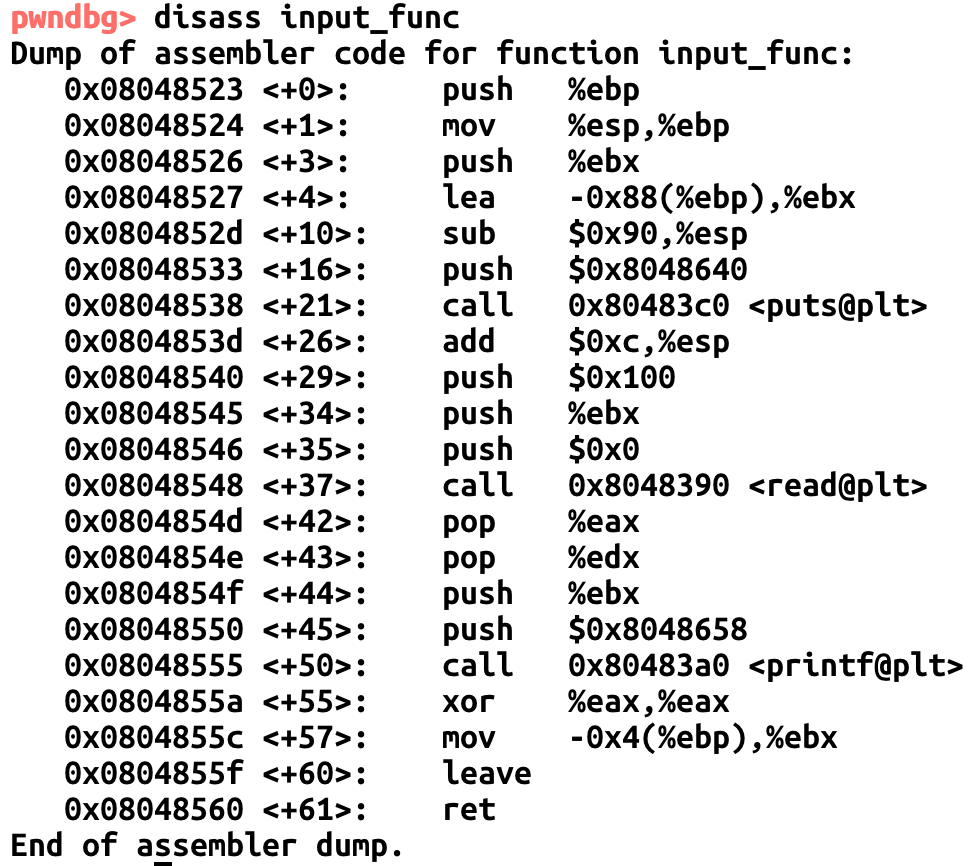 pwndbg> disass input_func
Dump of assembler code for function input_func:
   0x08048523 <+0>:     push   %ebp
   0x08048524 <+1>:     mov    %esp,%ebp
   0x08048526 <+3>:     push   %ebx
   0x08048527 <+4>:     lea    -0x88(%ebp),%ebx
   0x0804852d <+10>:    sub    $0x90,%esp
   0x08048533 <+16>:    push   $0x8048640
   0x08048538 <+21>:    call   0x80483c0 <puts@plt>
   0x0804853d <+26>:    add    $0xc,%esp
   0x08048540 <+29>:    push   $0x100
   0x08048545 <+34>:    push   %ebx
   0x08048546 <+35>:    push   $0x0
   0x08048548 <+37>:    call   0x8048390 <read@plt>
   0x0804854d <+42>:    pop    %eax
   0x0804854e <+43>:    pop    %edx
   0x0804854f <+44>:    push   %ebx
   0x08048550 <+45>:    push   $0x8048658
   0x08048555 <+50>:    call   0x80483a0 <printf@plt>
   0x0804855a <+55>:    xor    %eax,%eax
   0x0804855c <+57>:    mov    -0x4(%ebp),%ebx
   0x0804855f <+60>:    leave
   0x08048560 <+61>:    ret
End of assembler dump.